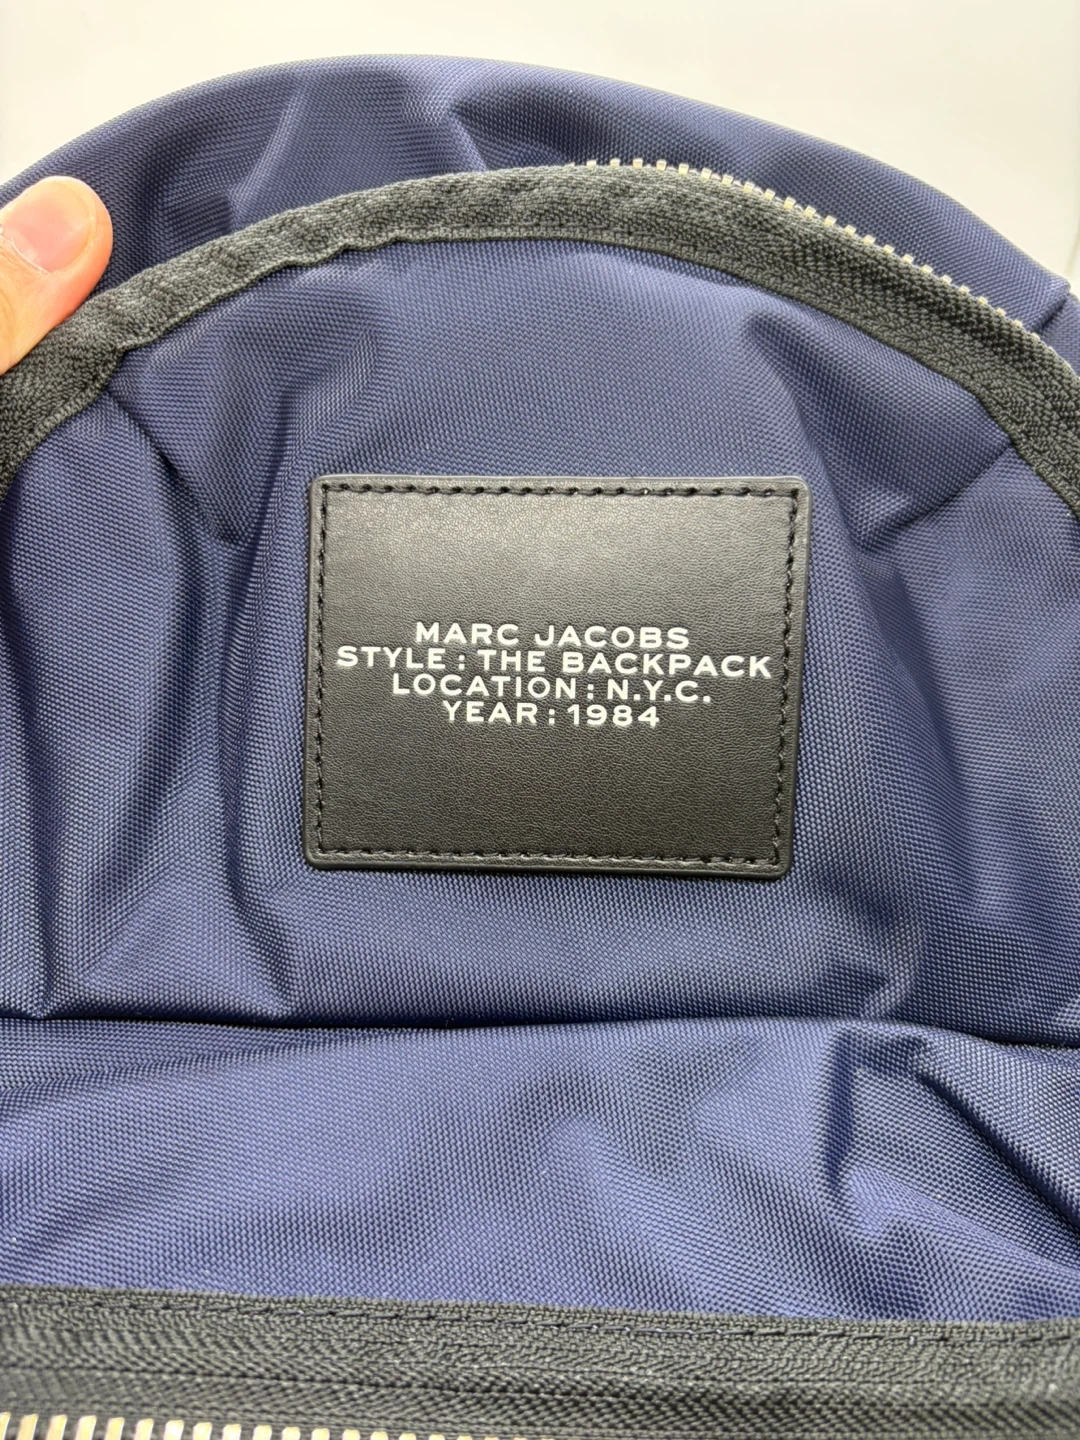 MARC JACOBS
STYLE : THE BACKPACK
LOCATION : N.Y.C.
YEAR : 1984